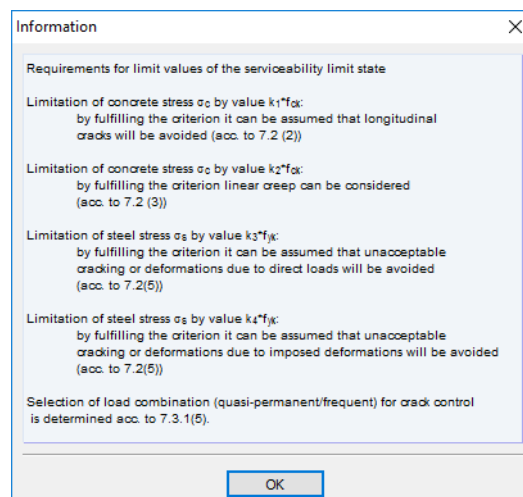 Information
Requirements for limit values of the serviceability limit state
Limitation of concrete stress σc by value k1*fck:
by fulfilling the criterion it can be assumed that longitudinal
cracks will be avoided (acc. to 7.2 (2))
Limitation of concrete stress σc by value k2*fck:
by fulfilling the criterion linear creep can be considered
(acc. to 7.2 (3))
Limitation of steel stress σs by value k3*fyk:
by fulfilling the criterion it can be assumed that unacceptable
cracking or deformations due to direct loads will be avoided
(acc. to 7.2(5))
Limitation of steel stress σs by value k4*fyk:
by fulfilling the criterion it can be assumed that unacceptable
cracking or deformations due to imposed deformations will be avoided
(acc. to 7.2(5))
Selection of load combination (quasi-permanent/frequent) for crack control
is determined acc. to 7.3.1(5).
OK